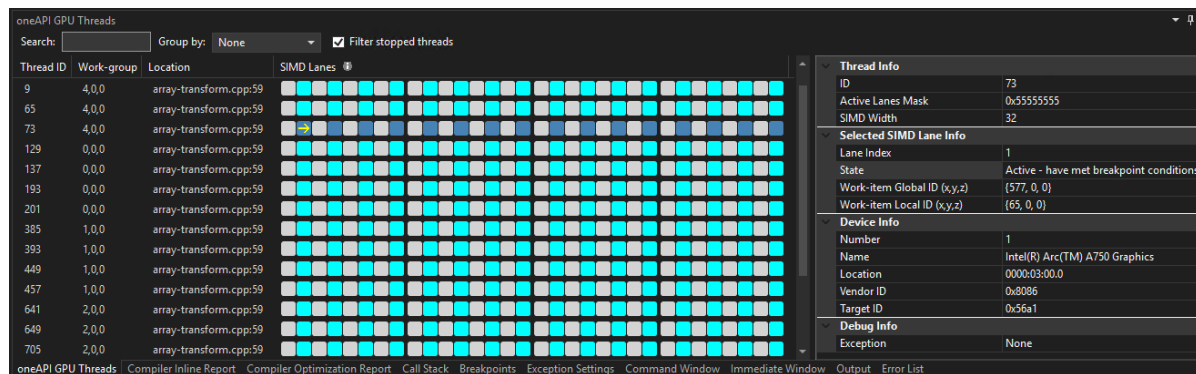 oneAPI GPU Threads
Search: Group by: None Filter stopped threads
Thread ID Work-group Location SIMD Lanes
9 4,0,0 array-transform.cpp:59
65 4,0,0 array-transform.cpp:59
73 4,0,0 array-transform.cpp:59
129 0,0,0 array-transform.cpp:59
137 0,0,0 array-transform.cpp:59
193 0,0,0 array-transform.cpp:59
201 0,0,0 array-transform.cpp:59
385 1,0,0 array-transform.cpp:59
393 1,0,0 array-transform.cpp:59
449 1,0,0 array-transform.cpp:59
457 1,0,0 array-transform.cpp:59
641 2,0,0 array-transform.cpp:59
649 2,0,0 array-transform.cpp:59
705 2,0,0 array-transform.cpp:59
Thread Info
ID 73
Active Lanes Mask 0x55555555
SIMD Width 32
Selected SIMD Lane Info
Lane Index 1
State Active - have met breakpoint conditions
Work-item Global ID (x,y,z) {577, 0, 0}
Work-item Local ID (x,y,z) {65, 0, 0}
Device Info
Number 1
Name Intel(R) Arc(TM) A750 Graphics
Location 0000:03:00.0
Vendor ID 0x8086
Target ID 0x56a1
Debug Info
Exception None
oneAPI GPU Threads Compiler Inline Report Compiler Optimization Report Call Stack Breakpoints Exception Settings Command Window Immediate Window Output Error List